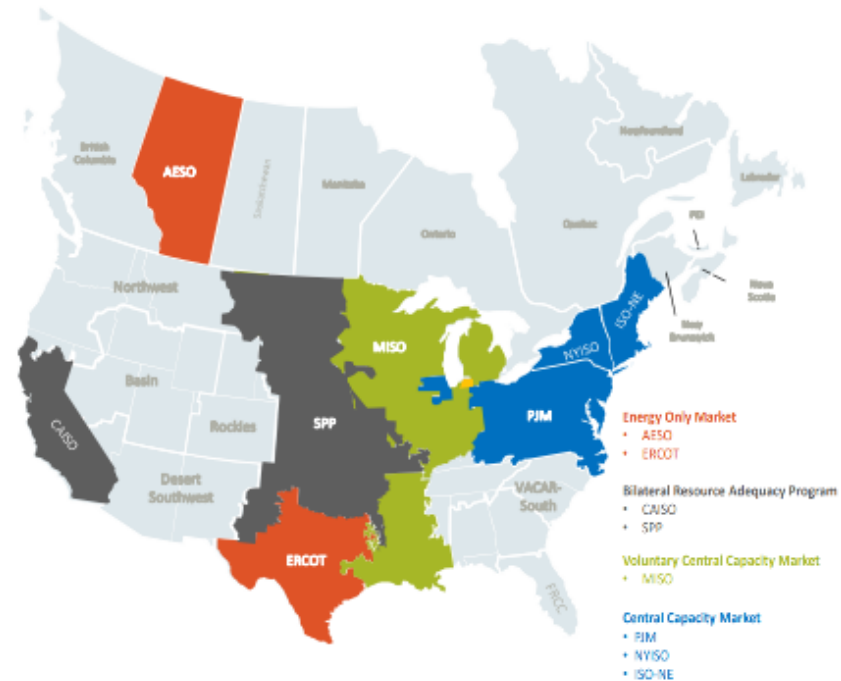 British
Columbia
AESO
Saskatchewan
Manitoba
Ontario
Quebec
Newfoundland
Labrador
PEI
Nova
Scotia
New
Brunswick
Northwest
Basin
Rockies
Desert
Southwest
CAISO
SPP
MISO
ERCOT
PJM
NYISO
ISO-NE
VACAR-
South
FRCC
Energy Only Market
• AESO
• ERCOT
Bilateral Resource Adequacy Program
• CAISO
• SPP
Voluntary Central Capacity Market
• MISO
Central Capacity Market
• PJM
• NYISO
• ISO-NE